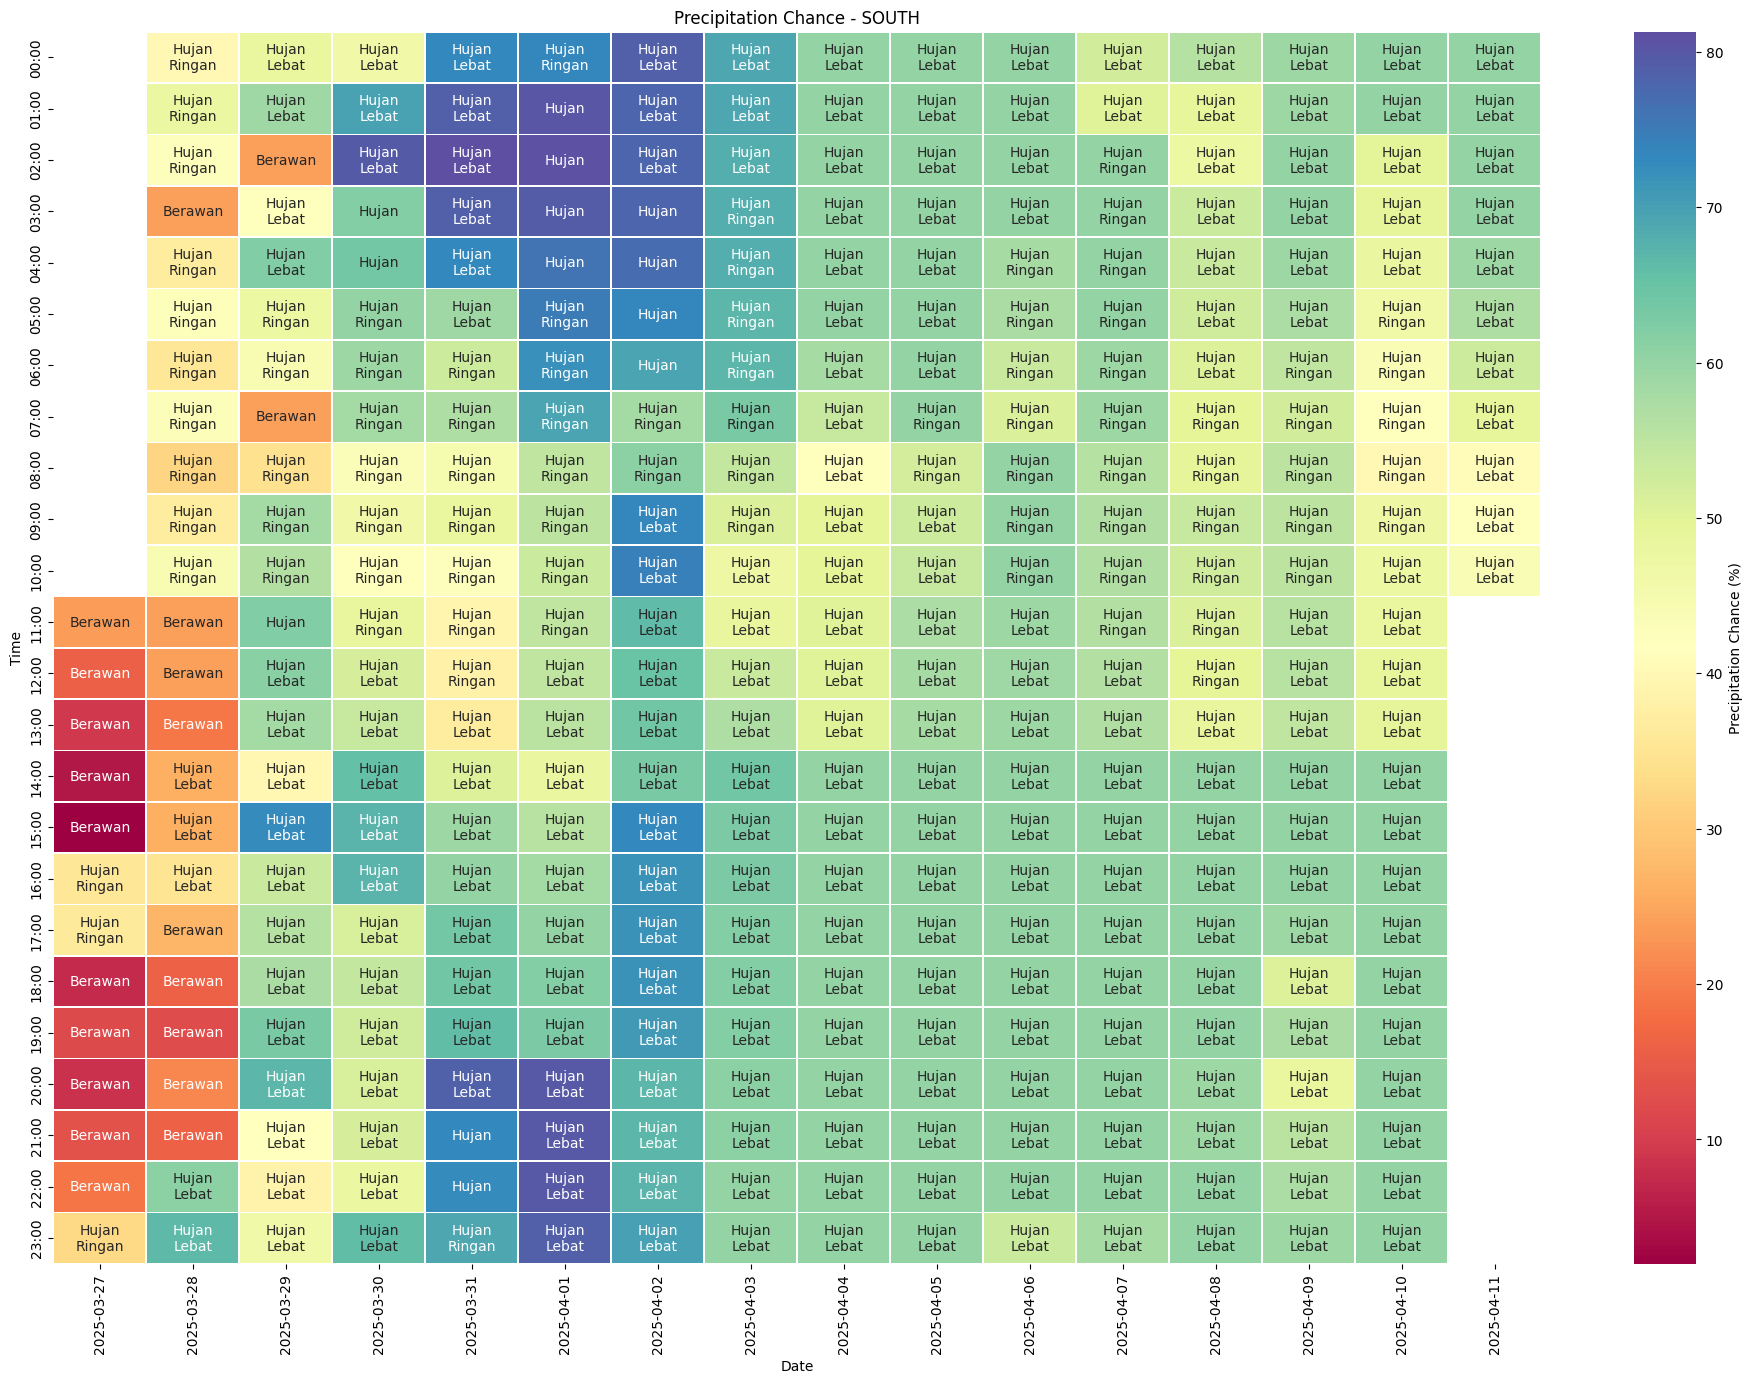 Precipitation Chance - SOUTH
00:00 Hujan Ringan Hujan Lebat Hujan Lebat Hujan Lebat Hujan Ringan Hujan Lebat Hujan Lebat Hujan Lebat Hujan Lebat Hujan Lebat Hujan Lebat Hujan Lebat Hujan Lebat Hujan Lebat Hujan Lebat
01:00 Hujan Ringan Hujan Lebat Hujan Lebat Hujan Lebat Hujan Hujan Lebat Hujan Lebat Hujan Lebat Hujan Lebat Hujan Lebat Hujan Lebat Hujan Lebat Hujan Lebat Hujan Lebat Hujan Lebat
02:00 Hujan Ringan Berawan Hujan Lebat Hujan Lebat Hujan Hujan Lebat Hujan Lebat Hujan Lebat Hujan Lebat Hujan Lebat Hujan Ringan Hujan Lebat Hujan Lebat Hujan Lebat Hujan Lebat
03:00 Berawan Hujan Lebat Hujan Hujan Lebat Hujan Hujan Hujan Ringan Hujan Lebat Hujan Lebat Hujan Lebat Hujan Ringan Hujan Lebat Hujan Lebat Hujan Lebat Hujan Lebat
04:00 Hujan Ringan Hujan Lebat Hujan Hujan Lebat Hujan Hujan Hujan Ringan Hujan Lebat Hujan Lebat Hujan Ringan Hujan Ringan Hujan Lebat Hujan Lebat Hujan Lebat Hujan Lebat
05:00 Hujan Ringan Hujan Ringan Hujan Ringan Hujan Lebat Hujan Ringan Hujan Hujan Ringan Hujan Lebat Hujan Lebat Hujan Ringan Hujan Ringan Hujan Lebat Hujan Lebat Hujan Ringan Hujan Lebat
06:00 Hujan Ringan Hujan Ringan Hujan Ringan Hujan Ringan Hujan Ringan Hujan Hujan Ringan Hujan Lebat Hujan Lebat Hujan Ringan Hujan Ringan Hujan Lebat Hujan Ringan Hujan Ringan Hujan Lebat
07:00 Hujan Ringan Berawan Hujan Ringan Hujan Ringan Hujan Ringan Hujan Ringan Hujan Ringan Hujan Lebat Hujan Ringan Hujan Ringan Hujan Ringan Hujan Ringan Hujan Ringan Hujan Ringan Hujan Lebat
08:00 Hujan Ringan Hujan Ringan Hujan Ringan Hujan Ringan Hujan Ringan Hujan Ringan Hujan Ringan Hujan Lebat Hujan Ringan Hujan Ringan Hujan Ringan Hujan Ringan Hujan Ringan Hujan Ringan Hujan Lebat
09:00 Hujan Ringan Hujan Ringan Hujan Ringan Hujan Ringan Hujan Ringan Hujan Lebat Hujan Ringan Hujan Lebat Hujan Lebat Hujan Ringan Hujan Ringan Hujan Ringan Hujan Ringan Hujan Ringan Hujan Lebat
10:00 Hujan Ringan Hujan Ringan Hujan Ringan Hujan Ringan Hujan Ringan Hujan Lebat Hujan Lebat Hujan Lebat Hujan Lebat Hujan Ringan Hujan Ringan Hujan Ringan Hujan Ringan Hujan Lebat Hujan Lebat
11:00 Berawan Berawan Hujan Hujan Ringan Hujan Ringan Hujan Ringan Hujan Lebat Hujan Lebat Hujan Lebat Hujan Lebat Hujan Lebat Hujan Ringan Hujan Ringan Hujan Lebat Hujan Lebat
12:00 Berawan Berawan Hujan Lebat Hujan Lebat Hujan Ringan Hujan Lebat Hujan Lebat Hujan Lebat Hujan Lebat Hujan Lebat Hujan Lebat Hujan Lebat Hujan Ringan Hujan Lebat Hujan Lebat
13:00 Berawan Berawan Hujan Lebat Hujan Lebat Hujan Lebat Hujan Lebat Hujan Lebat Hujan Lebat Hujan Lebat Hujan Lebat Hujan Lebat Hujan Lebat Hujan Lebat Hujan Lebat Hujan Lebat
14:00 Berawan Hujan Lebat Hujan Lebat Hujan Lebat Hujan Lebat Hujan Lebat Hujan Lebat Hujan Lebat Hujan Lebat Hujan Lebat Hujan Lebat Hujan Lebat Hujan Lebat Hujan Lebat Hujan Lebat
15:00 Berawan Hujan Lebat Hujan Lebat Hujan Lebat Hujan Lebat Hujan Lebat Hujan Lebat Hujan Lebat Hujan Lebat Hujan Lebat Hujan Lebat Hujan Lebat Hujan Lebat Hujan Lebat Hujan Lebat
16:00 Hujan Ringan Hujan Lebat Hujan Lebat Hujan Lebat Hujan Lebat Hujan Lebat Hujan Lebat Hujan Lebat Hujan Lebat Hujan Lebat Hujan Lebat Hujan Lebat Hujan Lebat Hujan Lebat Hujan Lebat
17:00 Hujan Ringan Berawan Hujan Lebat Hujan Lebat Hujan Lebat Hujan Lebat Hujan Lebat Hujan Lebat Hujan Lebat Hujan Lebat Hujan Lebat Hujan Lebat Hujan Lebat Hujan Lebat Hujan Lebat
18:00 Berawan Berawan Hujan Lebat Hujan Lebat Hujan Lebat Hujan Lebat Hujan Lebat Hujan Lebat Hujan Lebat Hujan Lebat Hujan Lebat Hujan Lebat Hujan Lebat Hujan Lebat Hujan Lebat
19:00 Berawan Berawan Hujan Lebat Hujan Lebat Hujan Lebat Hujan Lebat Hujan Lebat Hujan Lebat Hujan Lebat Hujan Lebat Hujan Lebat Hujan Lebat Hujan Lebat Hujan Lebat Hujan Lebat
20:00 Berawan Berawan Hujan Lebat Hujan Lebat Hujan Lebat Hujan Lebat Hujan Lebat Hujan Lebat Hujan Lebat Hujan Lebat Hujan Lebat Hujan Lebat Hujan Lebat Hujan Lebat Hujan Lebat
21:00 Berawan Berawan Hujan Lebat Hujan Lebat Hujan Hujan Lebat Hujan Lebat Hujan Lebat Hujan Lebat Hujan Lebat Hujan Lebat Hujan Lebat Hujan Lebat Hujan Lebat Hujan Lebat
22:00 Berawan Hujan Lebat Hujan Lebat Hujan Lebat Hujan Hujan Lebat Hujan Lebat Hujan Lebat Hujan Lebat Hujan Lebat Hujan Lebat Hujan Lebat Hujan Lebat Hujan Lebat Hujan Lebat
23:00 Hujan Ringan Hujan Lebat Hujan Lebat Hujan Lebat Hujan Ringan Hujan Lebat Hujan Lebat Hujan Lebat Hujan Lebat Hujan Lebat Hujan Lebat Hujan Lebat Hujan Lebat Hujan Lebat Hujan Lebat
Time
2025-03-27
2025-03-28
2025-03-29
2025-03-30
2025-03-31
2025-04-01
2025-04-02
2025-04-03
2025-04-04
2025-04-05
2025-04-06
2025-04-07
2025-04-08
2025-04-09
2025-04-10
2025-04-11
Date
80
70
60
50
40
30
20
10
Precipitation Chance (%)